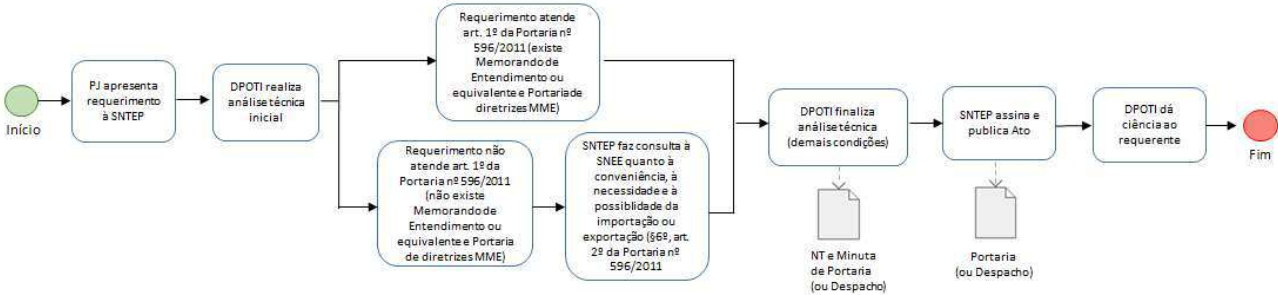 Início
PJ apresenta
requerimento
à SNTEP
DPOTI realiza
análise técnica
inicial
Requerimento atende
art. 1º da Portaria nº
596/2011 (existe
Memorando de
Entendimento ou
equivalente e Portaria de
diretrizes MME)
Requerimento não
atende art. 1º da
Portaria nº 596/2011
(não existe
Memorando de
Entendimento ou
equivalente e Portaria
de diretrizes MME)
SNTEP faz consulta à
SNEE quanto à
conveniência, à
necessidade e à
possiblidade da
importação ou
exportação (§6º, art.
2º da Portaria nº
596/2011
DPOTI finaliza
análise técnica
(demais condições)
NT e Minuta
de Portaria
(ou Despacho)
SNTEP assina e
publica Ato
Portaria
(ou Despacho)
DPOTI dá
ciência ao
requerente
Fim